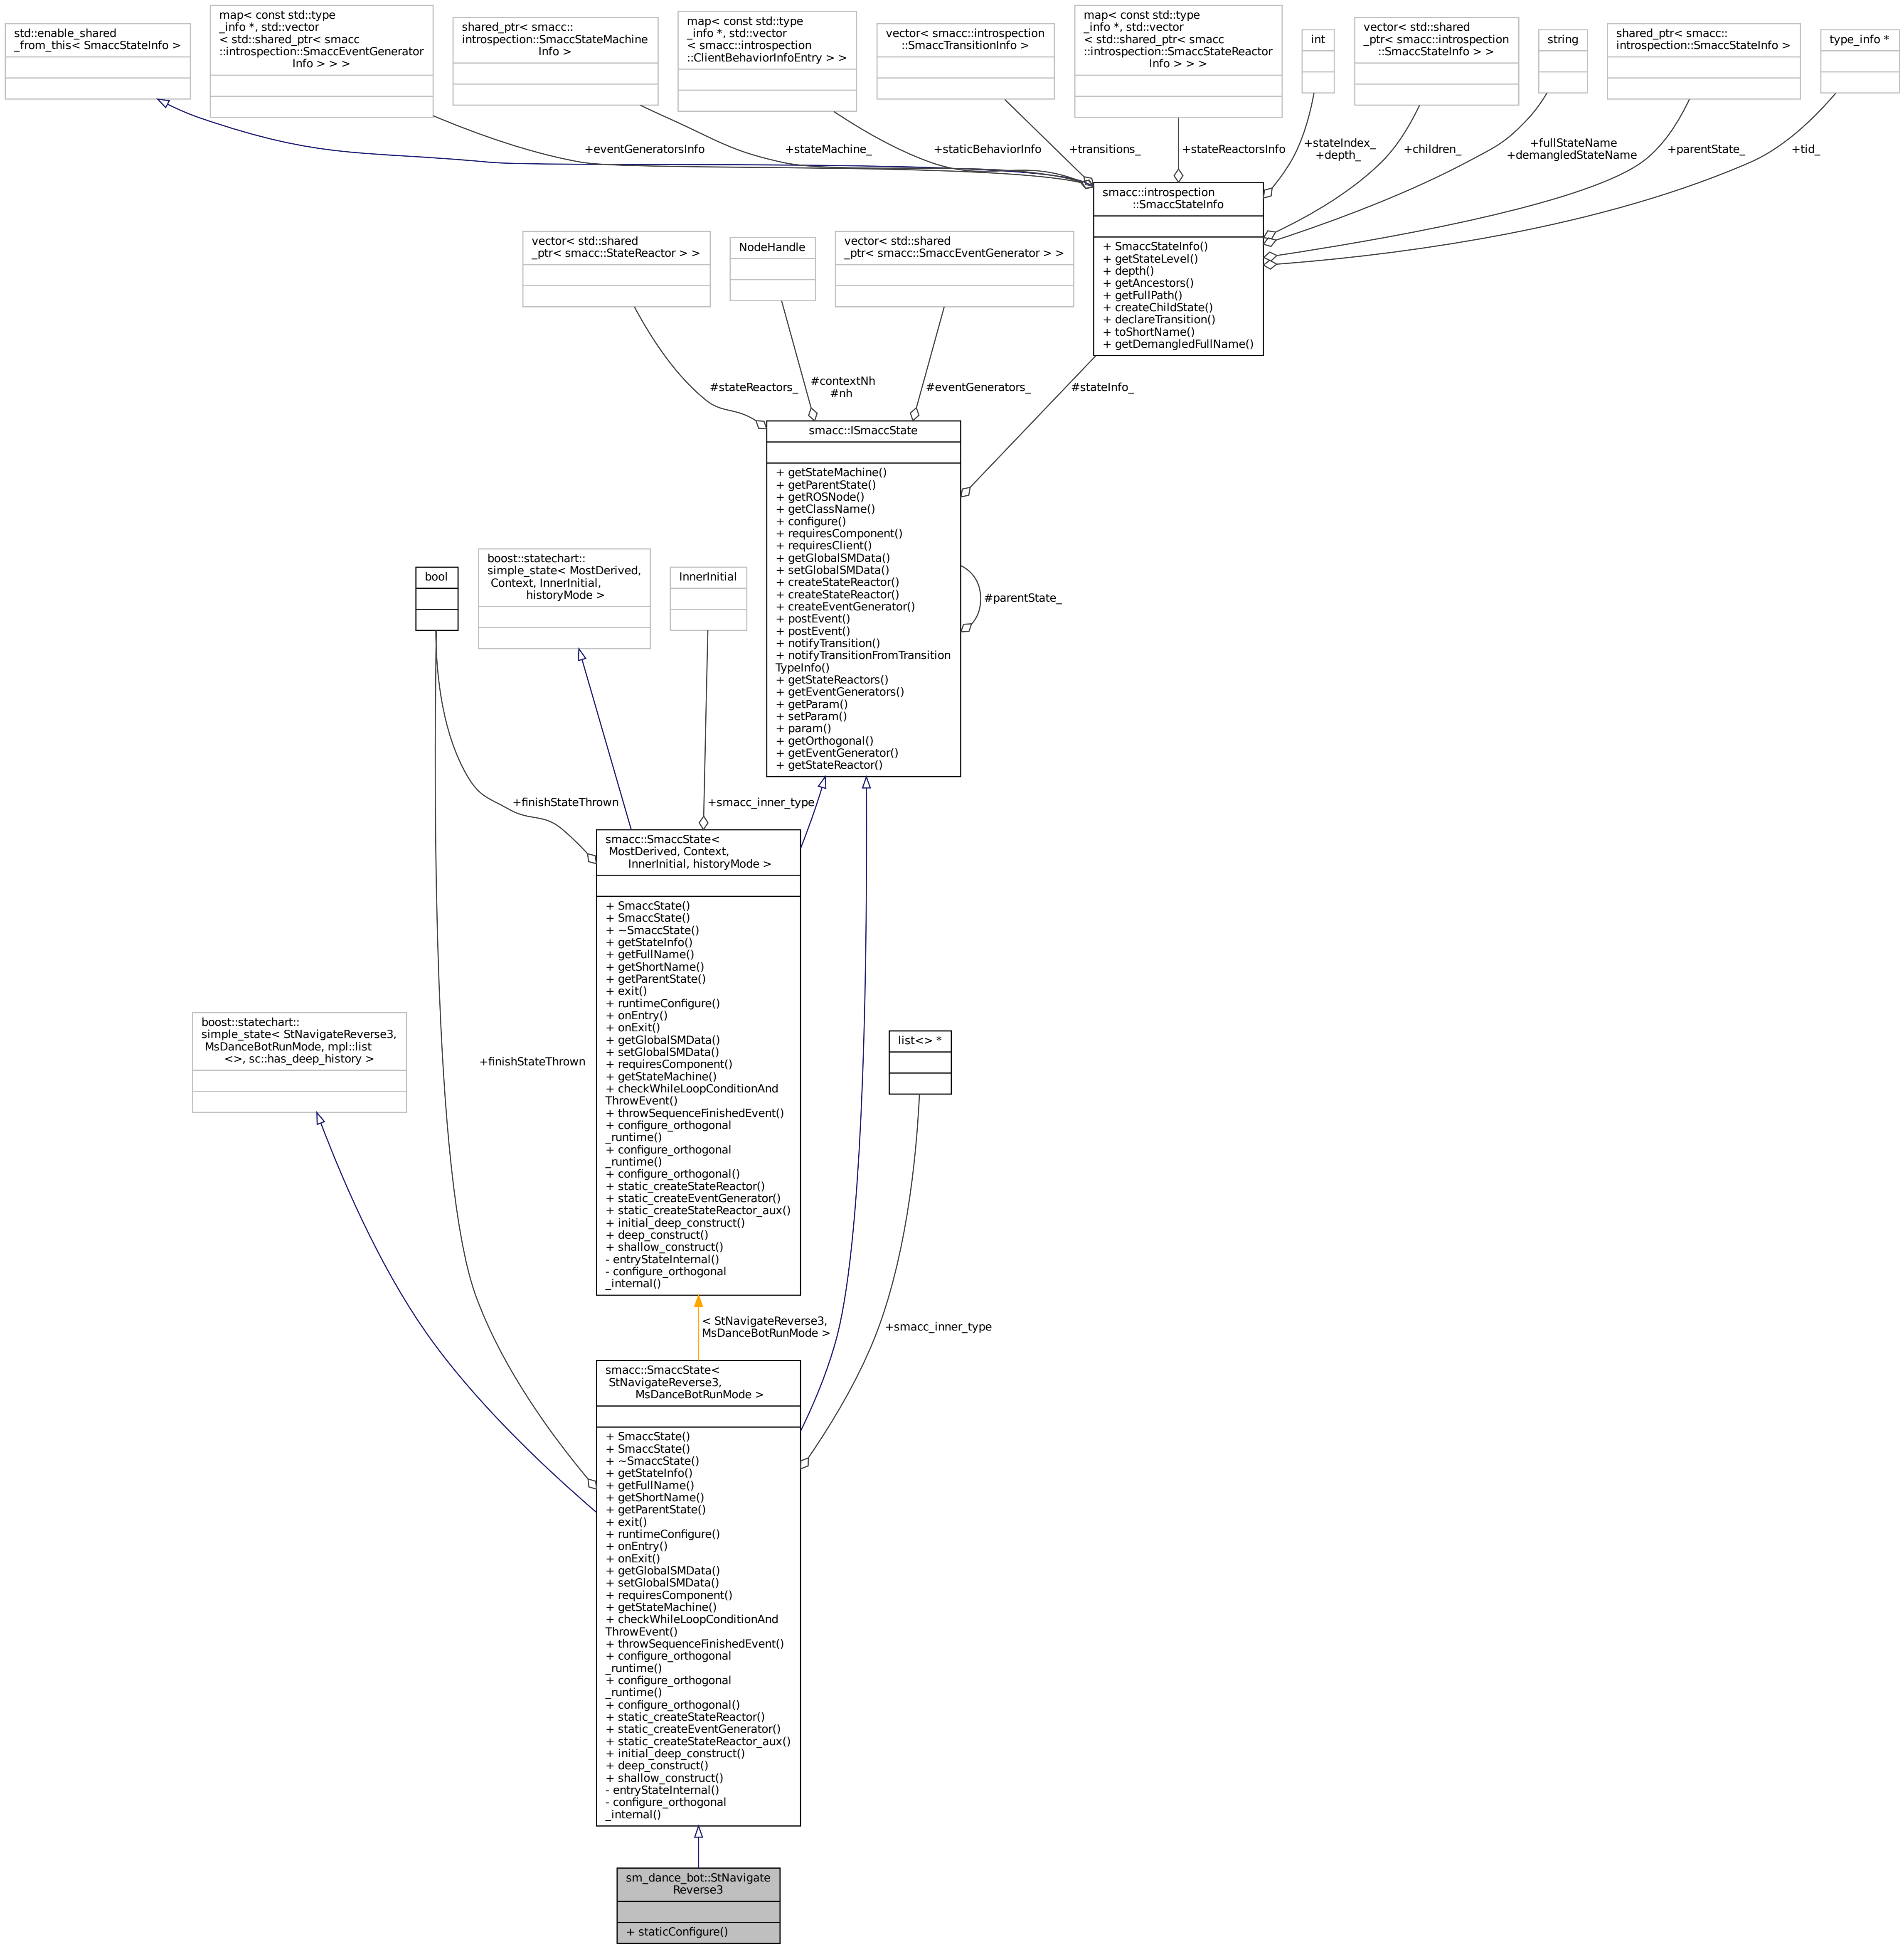 std::enable_shared
_from_this< SmaccStateInfo >
map< const std::type
_info *, std::vector
< std::shared_ptr< smacc
::introspection::SmaccEventGenerator
Info > > >
shared_ptr< smacc::
introspection::SmaccStateMachine
Info >
map< const std::type
_info *, std::vector
< smacc::introspection
::ClientBehaviorInfoEntry > >
vector< smacc::introspection
::SmaccTransitionInfo >
map< const std::type
_info *, std::vector
< std::shared_ptr< smacc
::introspection::SmaccStateReactor
Info > > >
int
vector< std::shared
_ptr< smacc::introspection
::SmaccStateInfo > >
string
shared_ptr< smacc::
introspection::SmaccStateInfo >
type_info *
+eventGeneratorsInfo
+stateMachine_
+staticBehaviorInfo
+transitions_
+stateReactorsInfo
+stateIndex_
+depth_
+children_
+fullStateName
+demangledStateName
+parentState_
+tid_
smacc::introspection
::SmaccStateInfo
+ SmaccStateInfo()
+ getStateLevel()
+ depth()
+ getAncestors()
+ getFullPath()
+ createChildState()
+ declareTransition()
+ toShortName()
+ getDemangledFullName()
vector< std::shared
_ptr< smacc::StateReactor > >
NodeHandle
vector< std::shared
_ptr< smacc::SmaccEventGenerator > >
#stateReactors_
#contextNh
#nh
#eventGenerators_
#stateInfo_
smacc::ISmaccState
+ getStateMachine()
+ getParentState()
+ getROSNode()
+ getClassName()
+ configure()
+ requiresComponent()
+ requiresClient()
+ getGlobalSMData()
+ setGlobalSMData()
+ createStateReactor()
+ createStateReactor()
+ createEventGenerator()
+ postEvent()
+ postEvent()
+ notifyTransition()
+ notifyTransitionFromTransition
TypeInfo()
+ getStateReactors()
+ getEventGenerators()
+ getParam()
+ setParam()
+ param()
+ getOrthogonal()
+ getEventGenerator()
+ getStateReactor()
#parentState_
bool
boost::statechart::
simple_state< MostDerived,
Context, InnerInitial,
historyMode >
InnerInitial
+finishStateThrown
+smacc_inner_type
smacc::SmaccState<
MostDerived, Context,
InnerInitial, historyMode >
+ SmaccState()
+ SmaccState()
+ ~SmaccState()
+ getStateInfo()
+ getFullName()
+ getShortName()
+ getParentState()
+ exit()
+ runtimeConfigure()
+ onEntry()
+ onExit()
+ getGlobalSMData()
+ setGlobalSMData()
+ requiresComponent()
+ getStateMachine()
+ checkWhileLoopConditionAnd
ThrowEvent()
+ throwSequenceFinishedEvent()
+ configure_orthogonal
_runtime()
+ configure_orthogonal
_runtime()
+ configure_orthogonal()
+ static_createStateReactor()
+ static_createEventGenerator()
+ static_createStateReactor_aux()
+ initial_deep_construct()
+ deep_construct()
+ shallow_construct()
- entryStateInternal()
- configure_orthogonal
_internal()
boost::statechart::
simple_state< StNavigateReverse3,
MsDanceBotRunMode, mpl::list
<>, sc::has_deep_history >
+finishStateThrown
list<> *
< StNavigateReverse3,
MsDanceBotRunMode >
+smacc_inner_type
smacc::SmaccState<
StNavigateReverse3,
MsDanceBotRunMode >
+ SmaccState()
+ SmaccState()
+ ~SmaccState()
+ getStateInfo()
+ getFullName()
+ getShortName()
+ getParentState()
+ exit()
+ runtimeConfigure()
+ onEntry()
+ onExit()
+ getGlobalSMData()
+ setGlobalSMData()
+ requiresComponent()
+ getStateMachine()
+ checkWhileLoopConditionAnd
ThrowEvent()
+ throwSequenceFinishedEvent()
+ configure_orthogonal
_runtime()
+ configure_orthogonal
_runtime()
+ configure_orthogonal()
+ static_createStateReactor()
+ static_createEventGenerator()
+ static_createStateReactor_aux()
+ initial_deep_construct()
+ deep_construct()
+ shallow_construct()
- entryStateInternal()
- configure_orthogonal
_internal()
sm_dance_bot::StNavigate
Reverse3
+ staticConfigure()